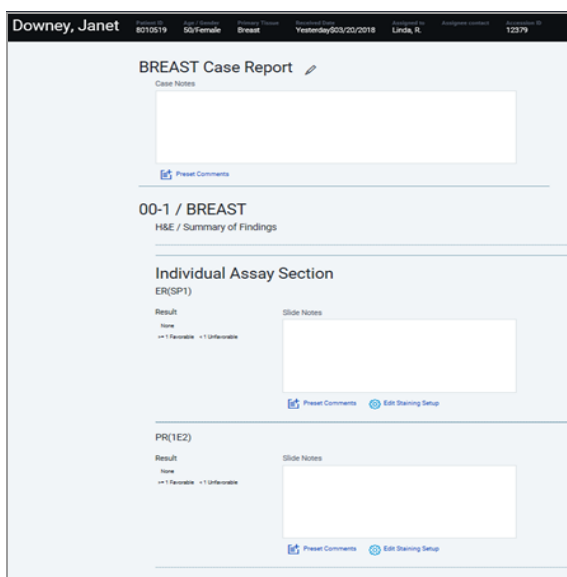 Downey, Janet
Patient ID Age / Gender Primary Tissue Received Date Assigned to Assignee contact Accession ID
8010519 50/Female Breast Yesterday$03/20/2018 Linda, R. 12379
BREAST Case Report
Case Notes
Preset Comments
00-1 / BREAST
H&E / Summary of Findings
Individual Assay Section
ER(SP1)
Result Slide Notes
None
>= 1 Favorable < 1 Unfavorable
Preset Comments Edit Staining Setup
PR(1E2)
Result Slide Notes
None
>= 1 Favorable < 1 Unfavorable
Preset Comments Edit Staining Setup